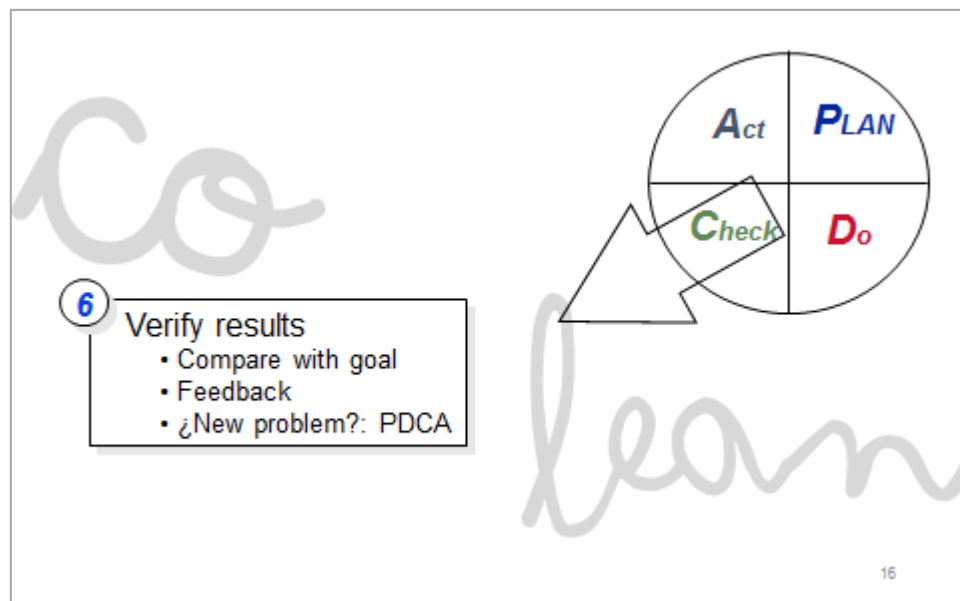 co
Act
PLAN
Check
Do
6
Verify results
• Compare with goal
• Feedback
• ¿New problem?: PDCA
lean
16